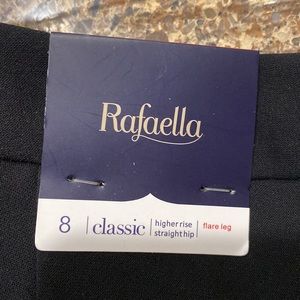 Rafaella
8 | classic | higher rise | flare leg
straight hip